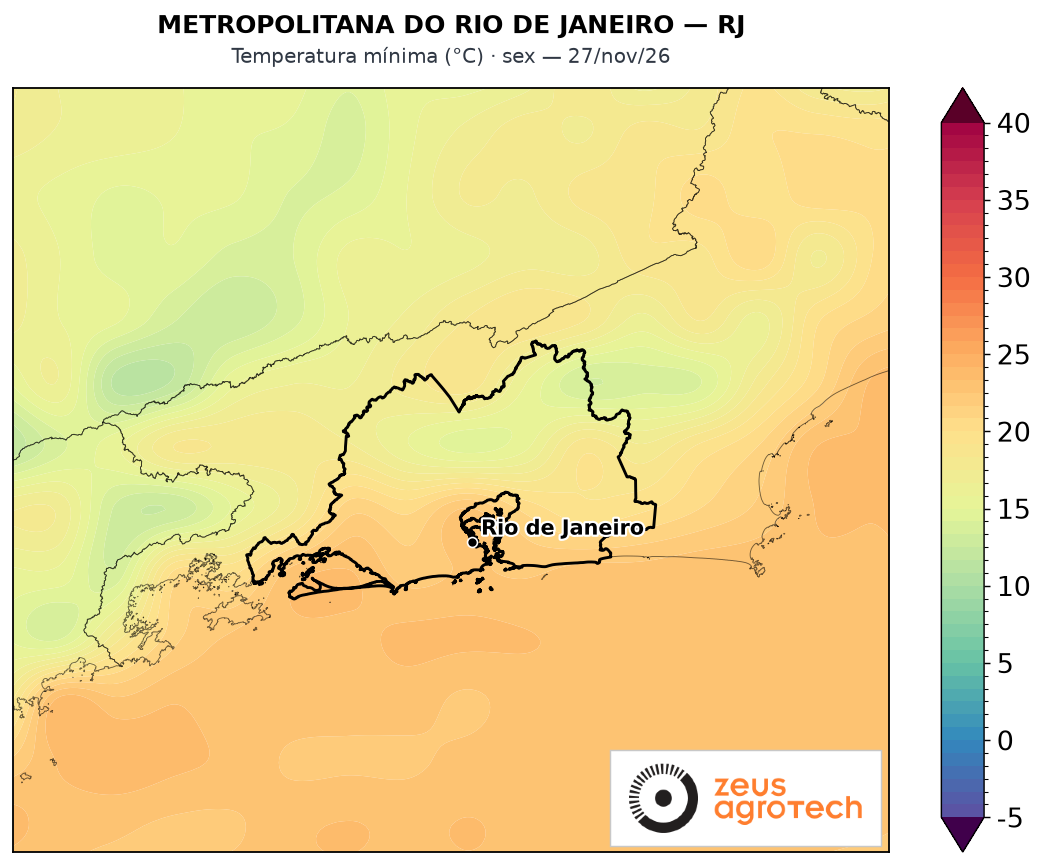 METROPOLITANA DO RIO DE JANEIRO — RJ
Temperatura mínima (°C) · sex — 27/nov/26
40
35
30
25
20
15
10
5
0
-5
Rio de Janeiro
zeus
agrotech